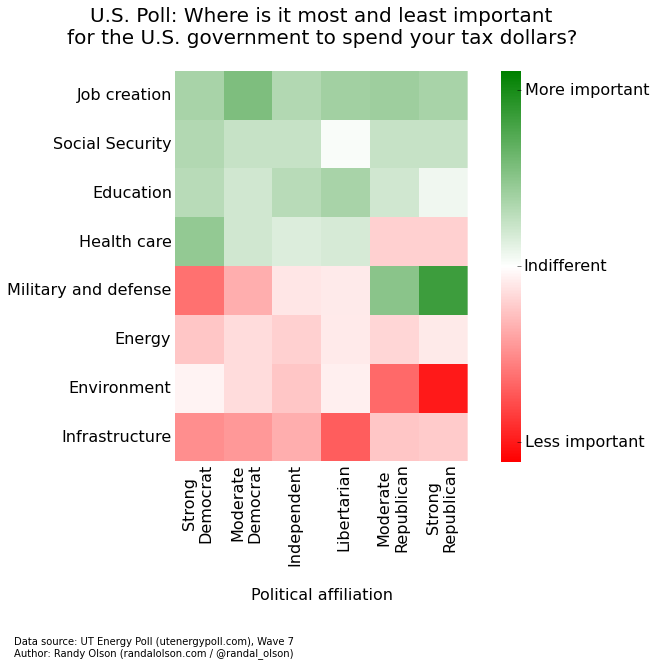 U.S. Poll: Where is it most and least important
for the U.S. government to spend your tax dollars?
Job creation
Social Security
Education
Health care
Military and defense
Energy
Environment
Infrastructure
More important
Indifferent
Less important
Strong
Democrat
Moderate
Democrat
Independent
Libertarian
Moderate
Republican
Strong
Republican
Political affiliation
Data source: UT Energy Poll (utenergypoll.com), Wave 7
Author: Randy Olson (randalolson.com / @randal_olson)